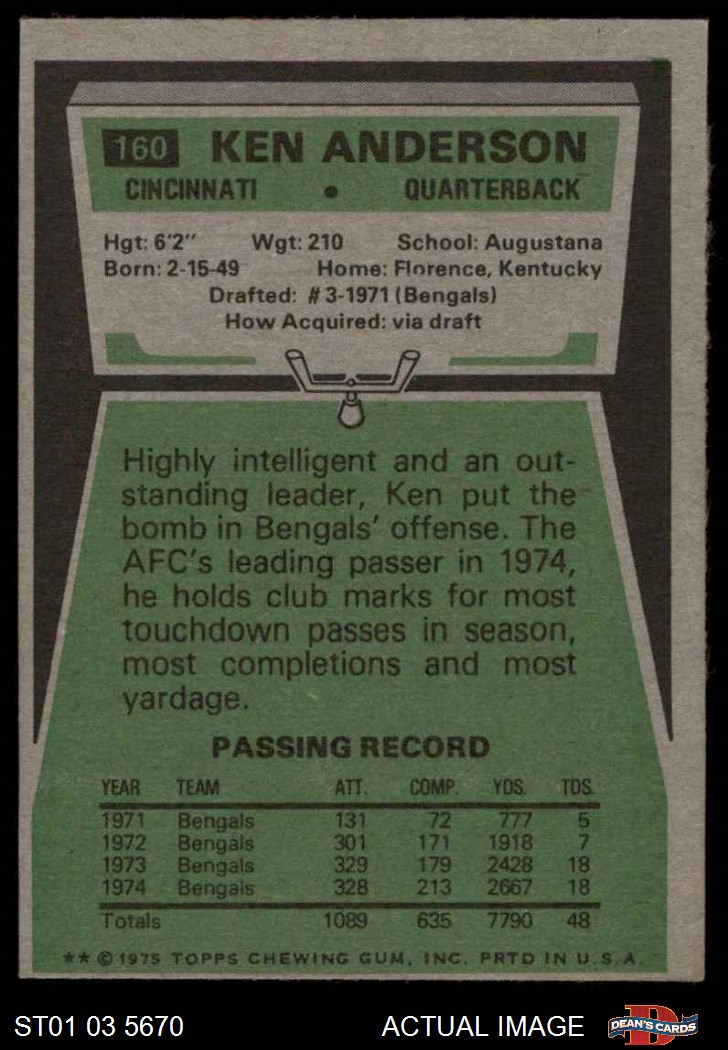 160 KEN ANDERSON
CINCINNATI • QUARTERBACK
Hgt: 6'2" Wgt: 210 School: Augustana
Born: 2-15-49 Home: Florence, Kentucky
Drafted: #3-1971 (Bengals)
How Acquired: via draft
Highly intelligent and an out-
standing leader, Ken put the
bomb in Bengals' offense. The
AFC's leading passer in 1974,
he holds club marks for most
touchdown passes in season,
most completions and most
yardage.
PASSING RECORD
YEAR TEAM ATT. COMP. YDS. TDS.
1971 Bengals 131 72 777 5
1972 Bengals 301 171 1918 7
1973 Bengals 329 179 2428 18
1974 Bengals 328 213 2667 18
Totals 1089 635 7790 48
** © 1975 TOPPS CHEWING GUM, INC. PRTD IN U.S.A.
ST01 03 5670 ACTUAL IMAGE D DEAN'S CARDS